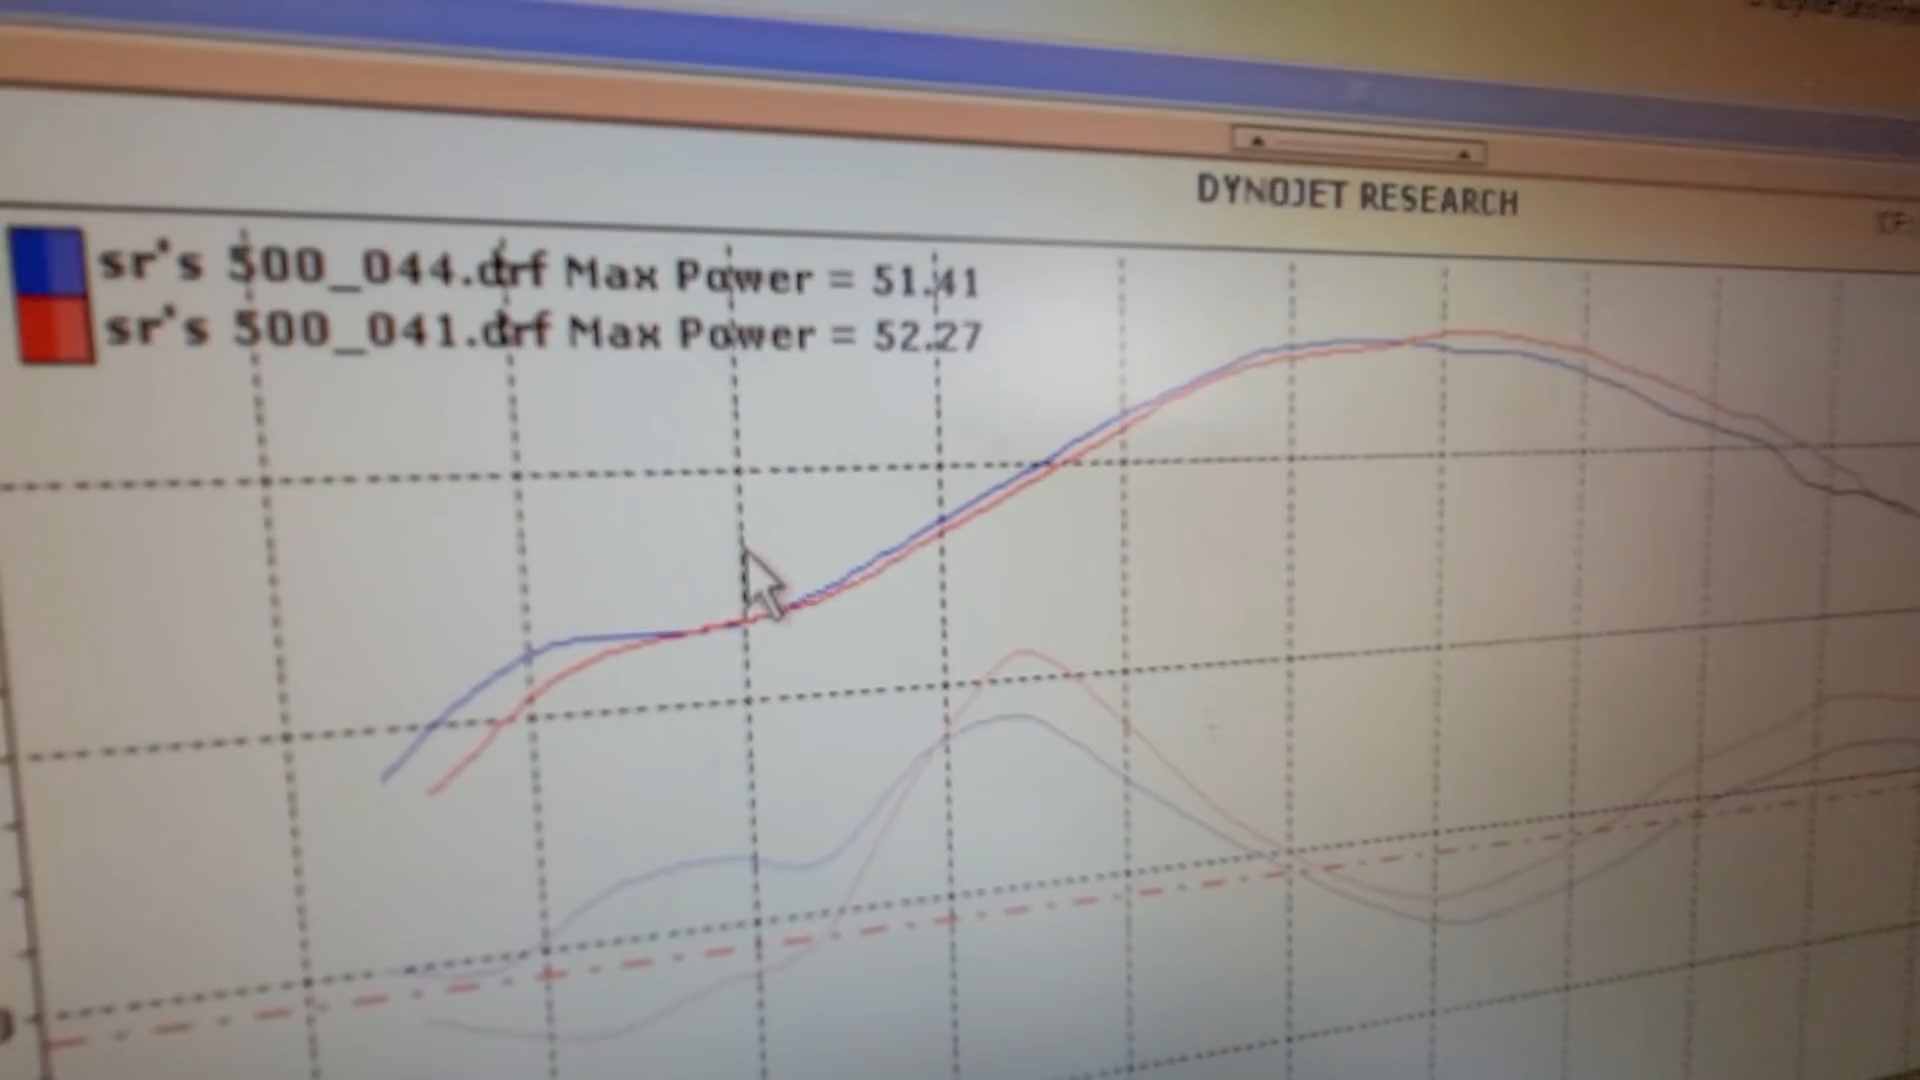 DYNOJET RESEARCH
sr's 500_044.drf Max Power = 51.41
sr's 500_041.drf Max Power = 52.27